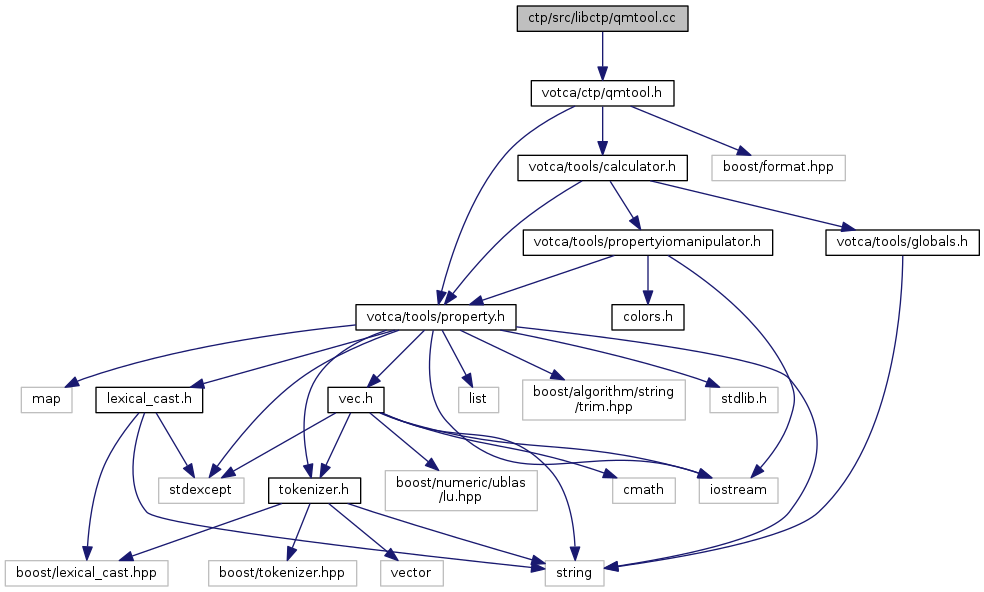 ctp/src/libctp/qmtool.cc
votca/ctp/qmtool.h
votca/tools/calculator.h
boost/format.hpp
votca/tools/propertyiomanipulator.h
votca/tools/globals.h
votca/tools/property.h
colors.h
map
lexical_cast.h
vec.h
list
boost/algorithm/string
/trim.hpp
stdlib.h
stdexcept
tokenizer.h
boost/numeric/ublas
/lu.hpp
cmath
iostream
boost/lexical_cast.hpp
boost/tokenizer.hpp
vector
string